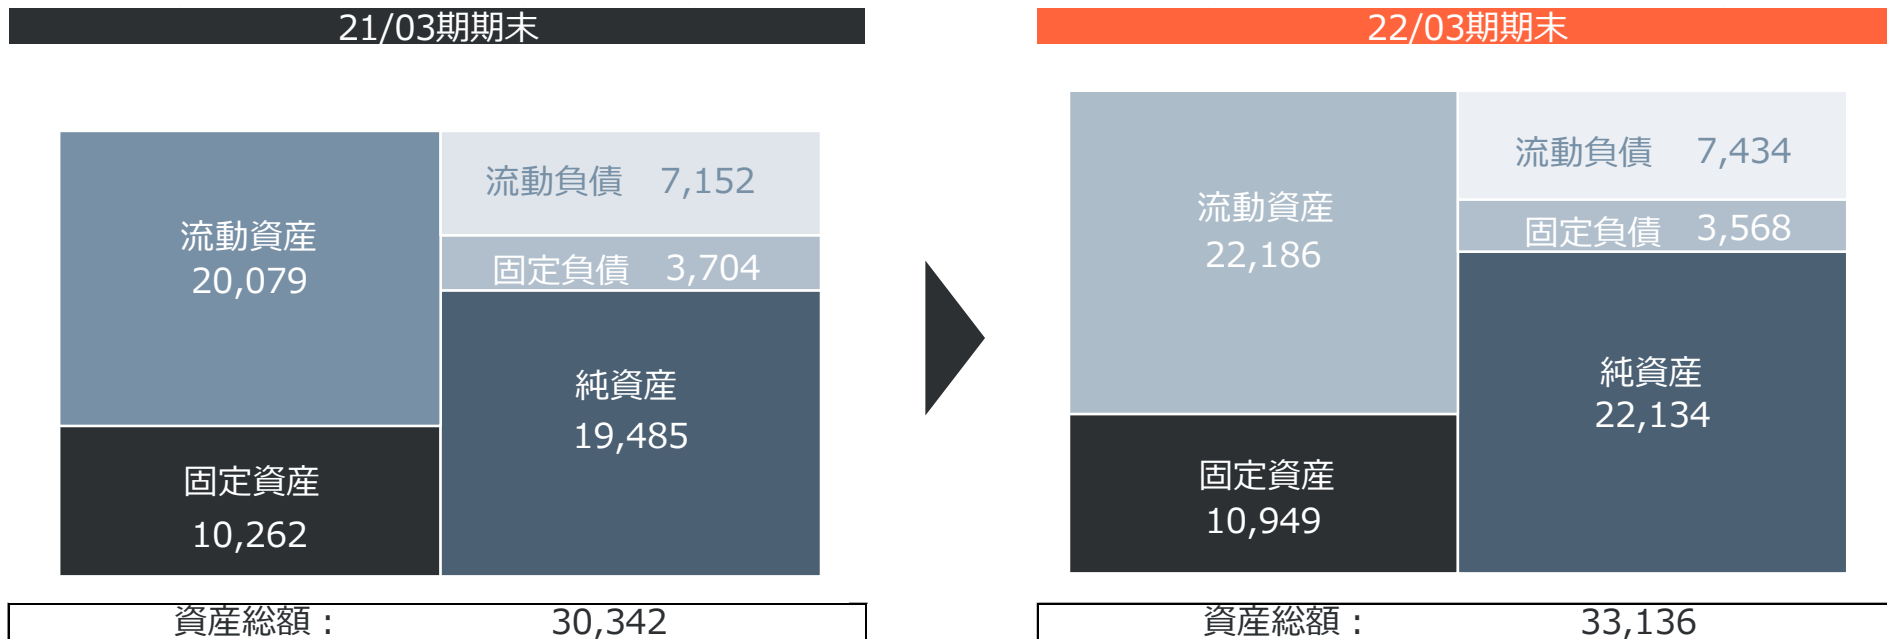 21/03期期末
流動資産
20,079
固定資産
10,262
流動負債 7,152
固定負債 3,704
純資産
19,485
資産総額： 30,342
22/03期期末
流動資産
22,186
固定資産
10,949
流動負債 7,434
固定負債 3,568
純資産
22,134
資産総額： 33,136